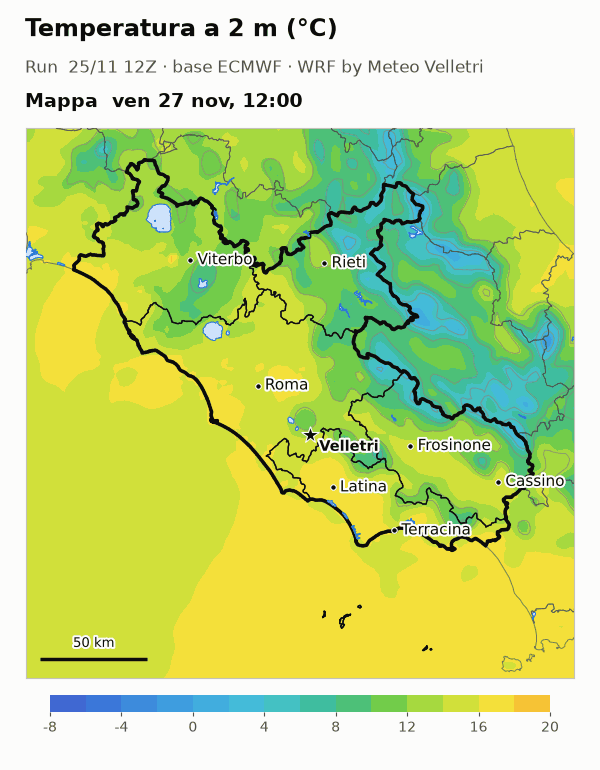 Temperatura a 2 m (°C)
Run  25/11 12Z · base ECMWF · WRF by Meteo Velletri
Mappa  ven 27 nov, 12:00
Viterbo
Rieti
Roma
Velletri
Frosinone
Latina
Cassino
Terracina
50 km
-8 -4 0 4 8 12 16 20